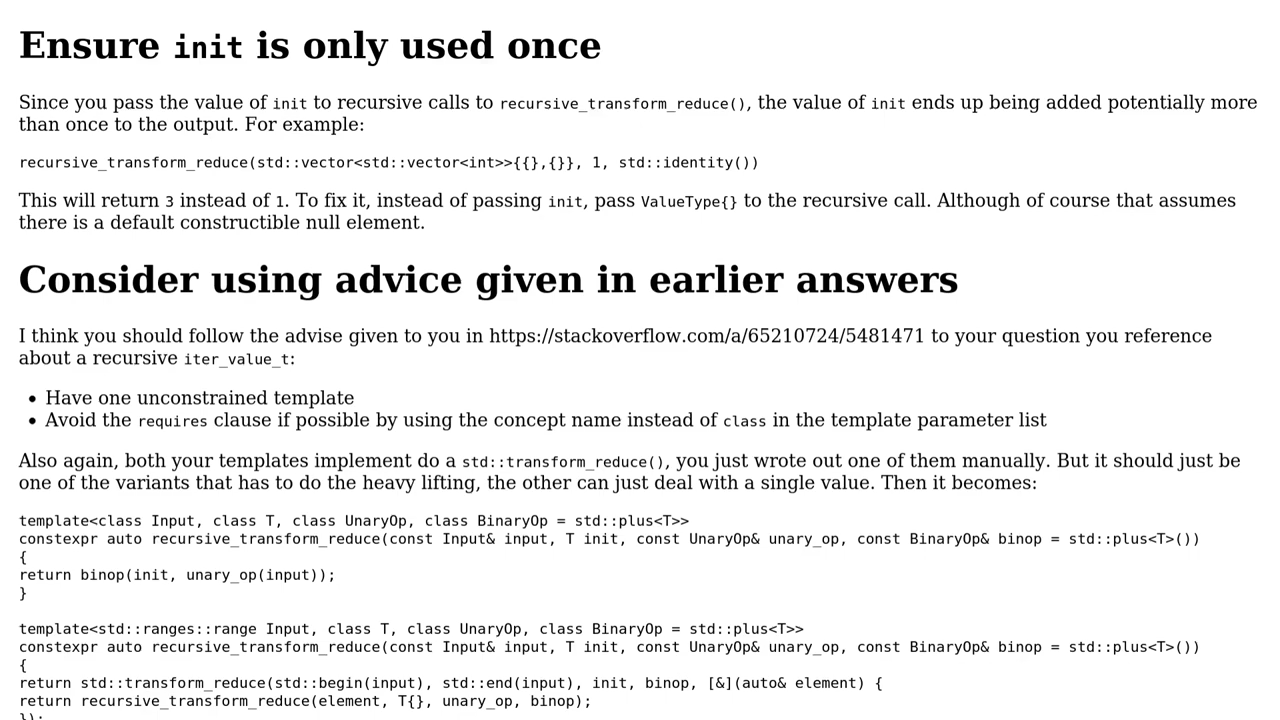 Ensure init is only used once
Since you pass the value of init to recursive calls to recursive_transform_reduce(), the value of init ends up being added potentially more
than once to the output. For example:
recursive_transform_reduce(std::vector<std::vector<int>>{{},{}}, 1, std::identity())
This will return 3 instead of 1. To fix it, instead of passing init, pass ValueType{} to the recursive call. Although of course that assumes
there is a default constructible null element.
Consider using advice given in earlier answers
I think you should follow the advise given to you in https://stackoverflow.com/a/65210724/5481471 to your question you reference
about a recursive iter_value_t:
• Have one unconstrained template
• Avoid the requires clause if possible by using the concept name instead of class in the template parameter list
Also again, both your templates implement do a std::transform_reduce(), you just wrote out one of them manually. But it should just be
one of the variants that has to do the heavy lifting, the other can just deal with a single value. Then it becomes:
template<class Input, class T, class UnaryOp, class BinaryOp = std::plus<T>>
constexpr auto recursive_transform_reduce(const Input& input, T init, const UnaryOp& unary_op, const BinaryOp& binop = std::plus<T>())
{
return binop(init, unary_op(input));
}
template<std::ranges::range Input, class T, class UnaryOp, class BinaryOp = std::plus<T>>
constexpr auto recursive_transform_reduce(const Input& input, T init, const UnaryOp& unary_op, const BinaryOp& binop = std::plus<T>())
{
return std::transform_reduce(std::begin(input), std::end(input), init, binop, [&](auto& element) {
return recursive_transform_reduce(element, T{}, unary_op, binop);
});